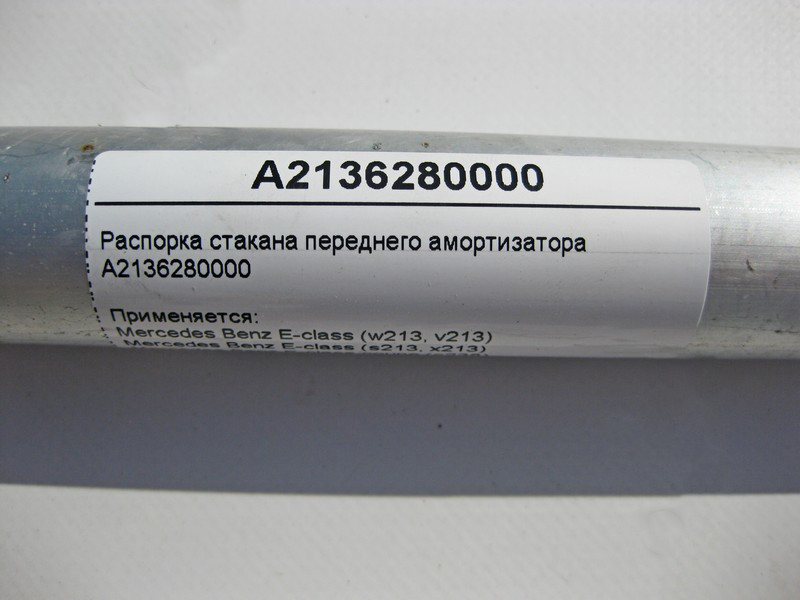 A2136280000
Распорка стакана переднего амортизатора
A2136280000
Применяется:
Mercedes Benz E-class (w213, v213)
Mercedes Benz E-class (s213, x213)